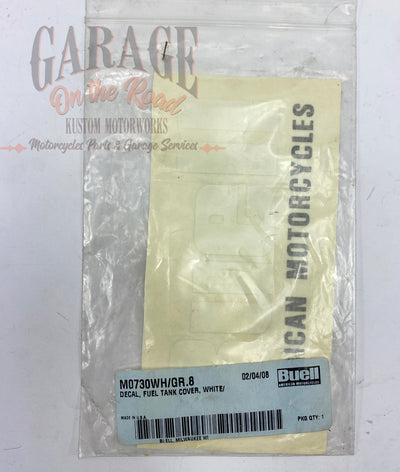 GARAGE
On the Road
KUSTOM MOTORWORKS
Motorcycles Parts & Garage Services
ICAN MOTORCYCLES
M0730WH/GR.8
02/04/08
Buell
AMERICAN MOTORCYCLES
DECAL, FUEL TANK COVER, WHITE/
MADE IN U.S.A.
PKG QTY: 1
BUELL, MILWAUKEE WI